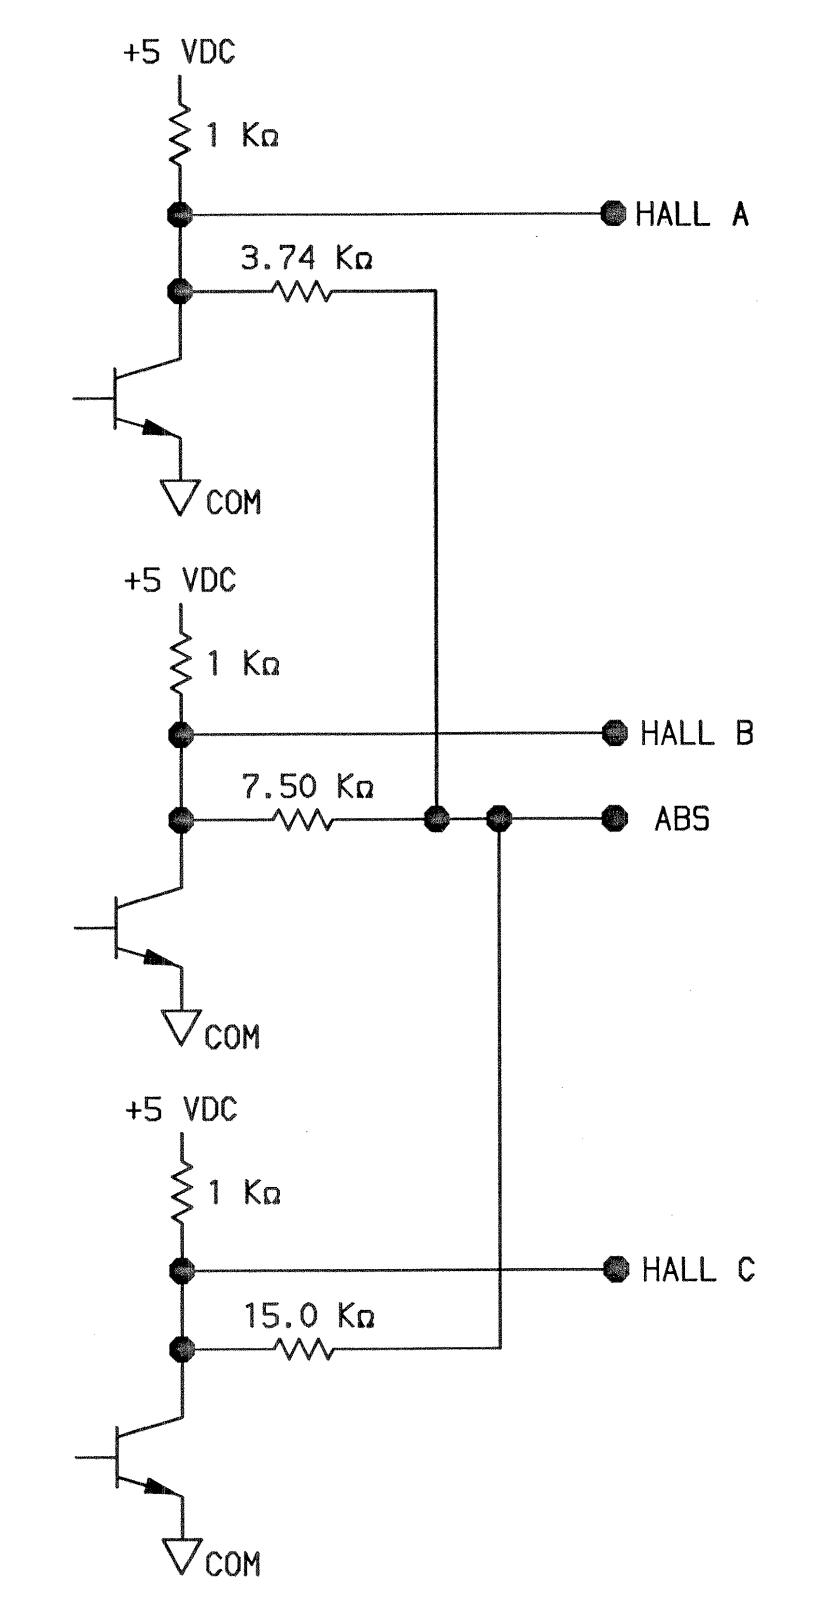 +5 VDC
1 KΩ
HALL A
3.74 KΩ
COM
+5 VDC
1 KΩ
HALL B
7.50 KΩ
ABS
COM
+5 VDC
1 KΩ
HALL C
15.0 KΩ
COM